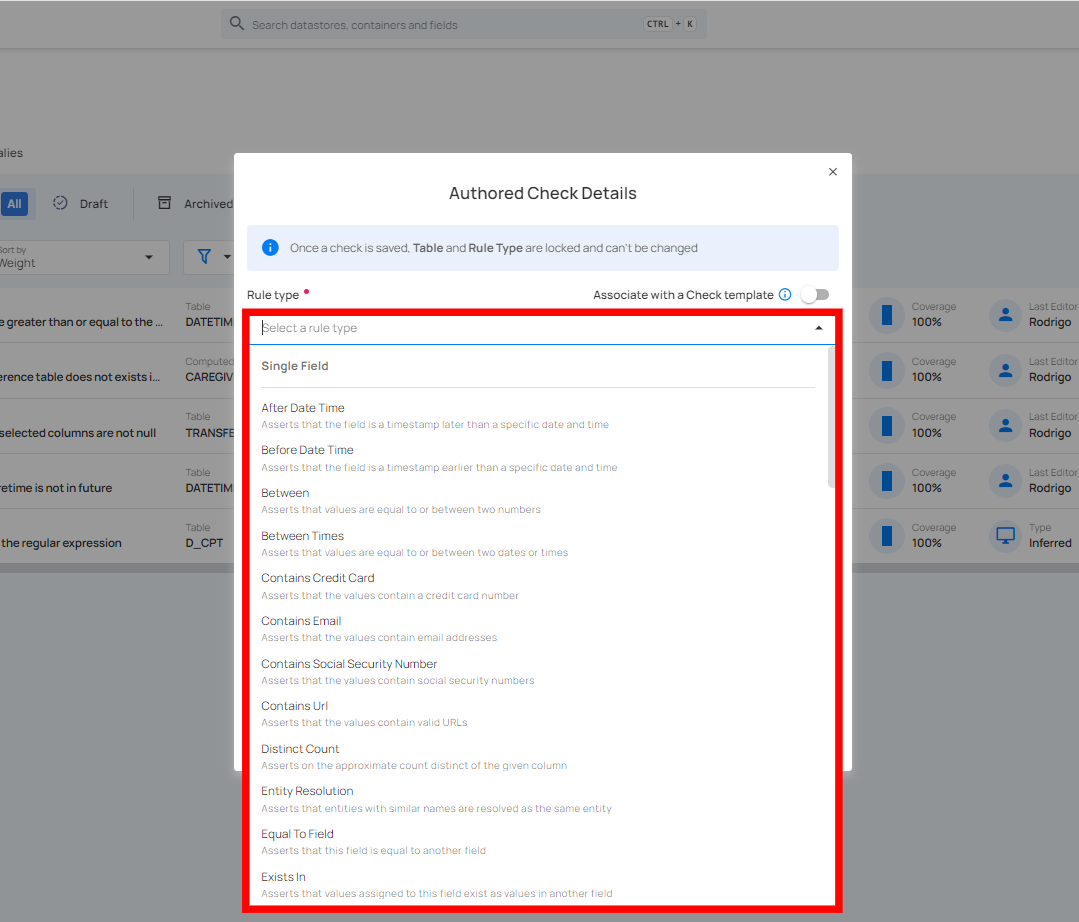 Search datastores, containers and fields CTRL + K
alies
All Draft Archived
Sort by
Weight
Table
e greater than or equal to the ... DATETIM
Coverage
100%
Last Editor
Rodrigo
Computed
erence table does not exists i... CAREGIV
Coverage
100%
Last Editor
Rodrigo
Table
selected columns are not null TRANSFE
Coverage
100%
Last Editor
Rodrigo
Table
retime is not in future DATETIM
Coverage
100%
Last Editor
Rodrigo
Table
the regular expression D_CPT
Coverage
100%
Type
Inferred
Authored Check Details
Once a check is saved, Table and Rule Type are locked and can't be changed
Rule type Associate with a Check template
Select a rule type
Single Field
After Date Time
Asserts that the field is a timestamp later than a specific date and time
Before Date Time
Asserts that the field is a timestamp earlier than a specific date and time
Between
Asserts that values are equal to or between two numbers
Between Times
Asserts that values are equal to or between two dates or times
Contains Credit Card
Asserts that the values contain a credit card number
Contains Email
Asserts that the values contain email addresses
Contains Social Security Number
Asserts that the values contain social security numbers
Contains Url
Asserts that the values contain valid URLs
Distinct Count
Asserts on the approximate count distinct of the given column
Entity Resolution
Asserts that entities with similar names are resolved as the same entity
Equal To Field
Asserts that this field is equal to another field
Exists In
Asserts that values assigned to this field exist as values in another field